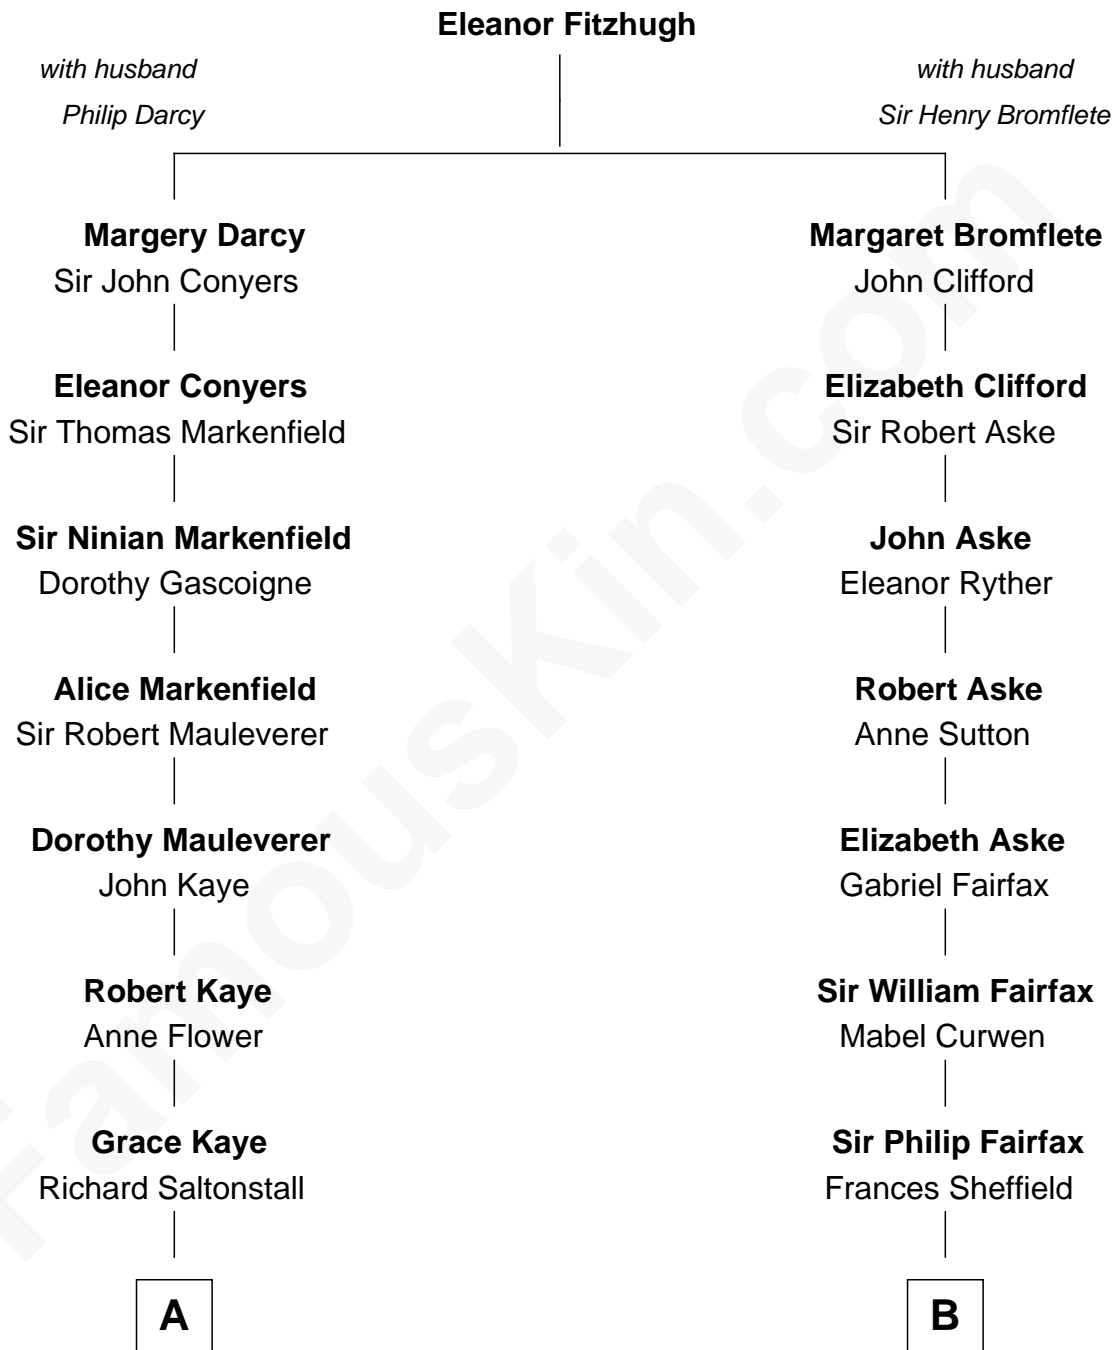 Eleanor Fitzhugh
with husband
Philip Darcy
with husband
Sir Henry Bromflete
Margery Darcy
Sir John Conyers
Margaret Bromflete
John Clifford
Eleanor Conyers
Sir Thomas Markenfield
Elizabeth Clifford
Sir Robert Aske
Sir Ninian Markenfield
Dorothy Gascoigne
John Aske
Eleanor Ryther
Alice Markenfield
Sir Robert Mauleverer
Robert Aske
Anne Sutton
Dorothy Mauleverer
John Kaye
Elizabeth Aske
Gabriel Fairfax
Robert Kaye
Anne Flower
Sir William Fairfax
Mabel Curwen
Grace Kaye
Richard Saltonstall
Sir Philip Fairfax
Frances Sheffield
A
B
FamousKin.com